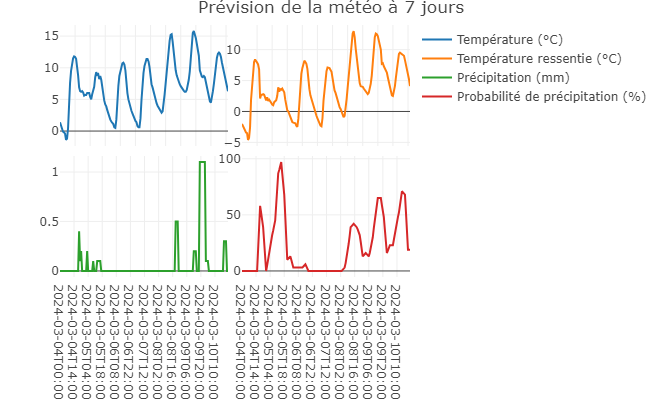 Prévision de la météo à 7 jours
15
10
5
0
10
5
0
−5
Température (°C)
Température ressentie (°C)
Précipitation (mm)
Probabilité de précipitation (%)
1
0.5
0
100
50
0
2024-03-04T00:00
2024-03-04T14:00
2024-03-05T04:00
2024-03-05T18:00
2024-03-06T08:00
2024-03-06T22:00
2024-03-07T12:00
2024-03-08T02:00
2024-03-08T16:00
2024-03-09T06:00
2024-03-09T20:00
2024-03-10T10:00
2024-03-04T00:00
2024-03-04T14:00
2024-03-05T04:00
2024-03-05T18:00
2024-03-06T08:00
2024-03-06T22:00
2024-03-07T12:00
2024-03-08T02:00
2024-03-08T16:00
2024-03-09T06:00
2024-03-09T20:00
2024-03-10T10:00